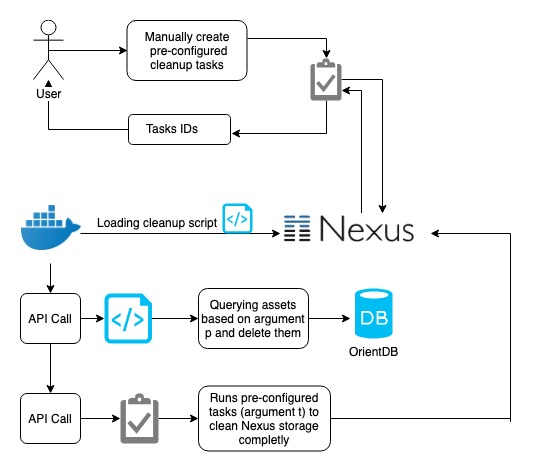 Manually create
pre-configured
cleanup tasks
User
Tasks IDs
Loading cleanup script
</>
Nexus
API Call
</>
Querying assets
based on argument
p and delete them
DB
OrientDB
API Call
Runs pre-configured
tasks (argument t) to
clean Nexus storage
completly